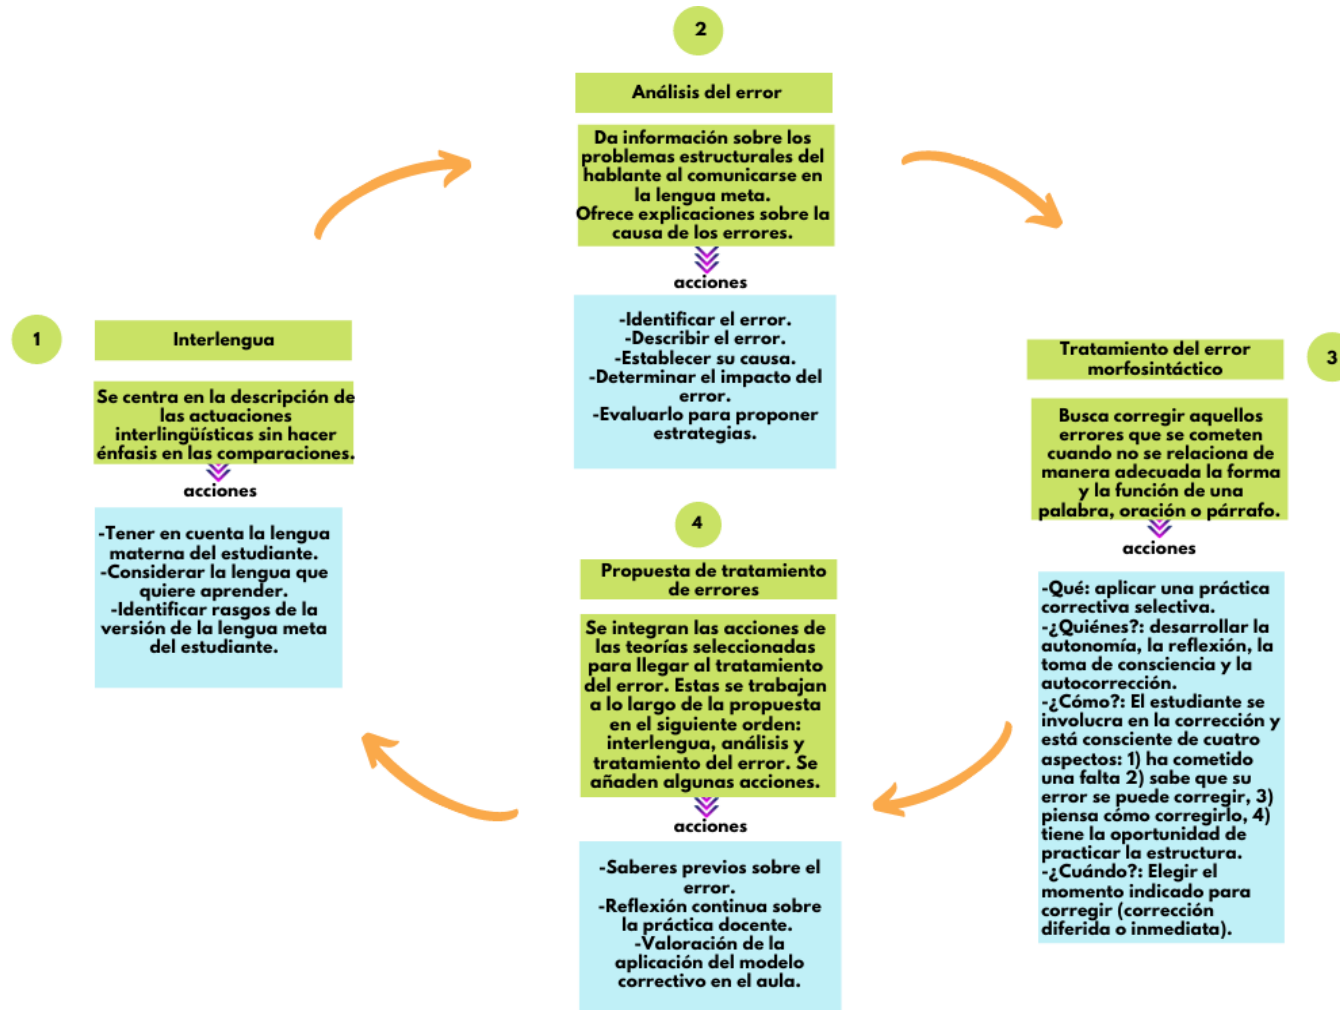 1
Interlengua
Se centra en la descripción de
las actuaciones
interlingüísticas sin hacer
énfasis en las comparaciones.
acciones
-Tener en cuenta la lengua
materna del estudiante.
-Considerar la lengua que
quiere aprender.
-Identificar rasgos de la
versión de la lengua meta
del estudiante.
2
Análisis del error
Da información sobre los
problemas estructurales del
hablante al comunicarse en
la lengua meta.
Ofrece explicaciones sobre la
causa de los errores.
acciones
-Identificar el error.
-Describir el error.
-Establecer su causa.
-Determinar el impacto del
error.
-Evaluarlo para proponer
estrategias.
3
Tratamiento del error
morfosintáctico
Busca corregir aquellos
errores que se cometen
cuando no se relaciona de
manera adecuada la forma
y la función de una
palabra, oración o párrafo.
acciones
-Qué: aplicar una práctica
correctiva selectiva.
-¿Quiénes?: desarrollar la
autonomía, la reflexión, la
toma de consciencia y la
autocorrección.
-¿Cómo?: El estudiante se
involucra en la corrección y
está consciente de cuatro
aspectos: 1) ha cometido
una falta 2) sabe que su
error se puede corregir, 3)
piensa cómo corregirlo, 4)
tiene la oportunidad de
practicar la estructura.
-¿Cuándo?: Elegir el
momento indicado para
corregir (corrección
diferida o inmediata).
4
Propuesta de tratamiento
de errores
Se integran las acciones de
las teorías seleccionadas
para llegar al tratamiento
del error. Estas se trabajan
a lo largo de la propuesta
en el siguiente orden:
interlengua, análisis y
tratamiento del error. Se
añaden algunas acciones.
acciones
-Saberes previos sobre el
error.
-Reflexión continua sobre
la práctica docente.
-Valoración de la
aplicación del modelo
correctivo en el aula.